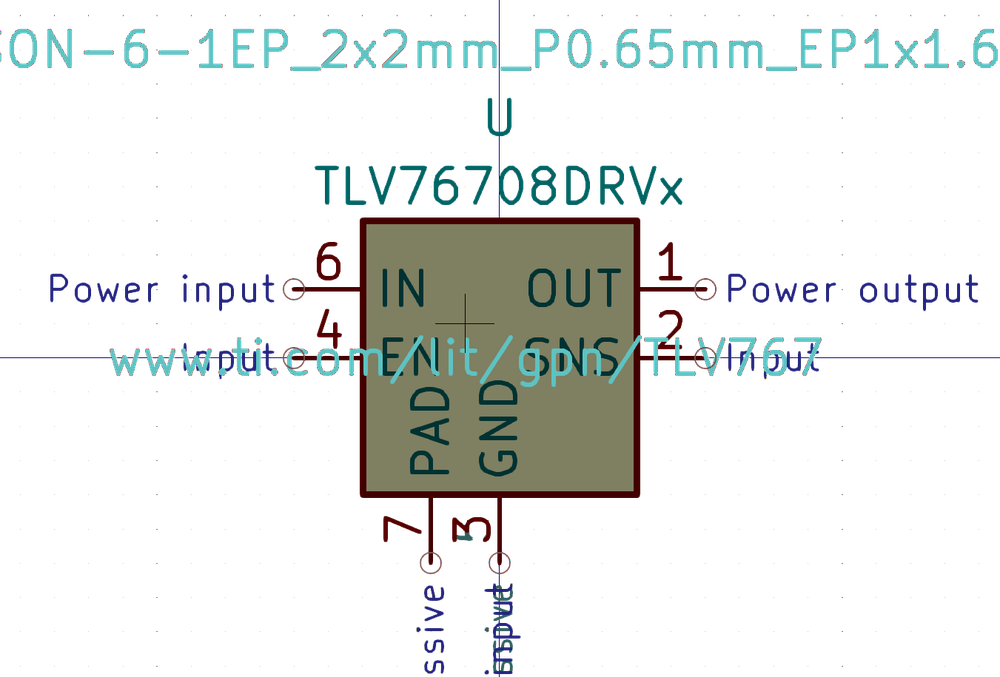 SON-6-1EP_2x2mm_P0.65mm_EP1x1.6
U
TLV76708DRVx
6 1
Power input IN OUT Power output
4 2
Input EN SNS Input
www.ti.com/lit/gpn/TLV767
PAD GND
7 3
ssive input